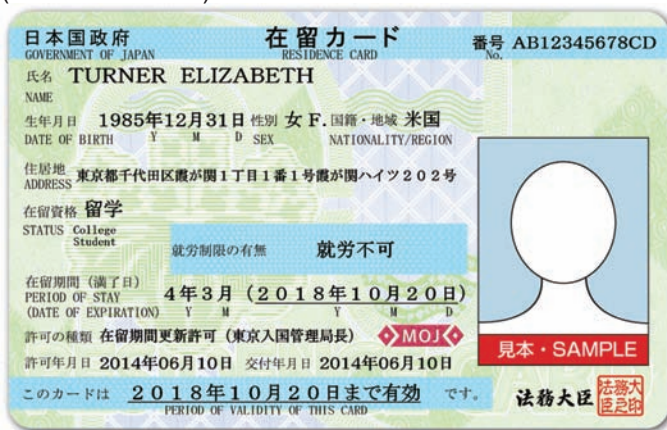 日本国政府 在留カード 番号 AB12345678CD
GOVERNMENT OF JAPAN RESIDENCE CARD No.
氏名 TURNER ELIZABETH
NAME
生年月日 1985年12月31日 性別 女 F. 国籍・地域 米国
DATE OF BIRTH Y M D SEX NATIONALITY/REGION
住居地 東京都千代田区霞が関1丁目1番1号霞が関ハイツ202号
ADDRESS
在留資格 留学
STATUS College
Student
就労制限の有無 就労不可
在留期間(満了日)
PERIOD OF STAY 4年3月(2018年10月20日)
(DATE OF EXPIRATION) Y M Y M D
許可の種類 在留期間更新許可(東京入国管理局長) MOJ
見本・SAMPLE
許可年月日 2014年06月10日 交付年月日 2014年06月10日
このカードは 2018年10月20日まで有効 です。
PERIOD OF VALIDITY OF THIS CARD
法務大臣 法務大臣之印